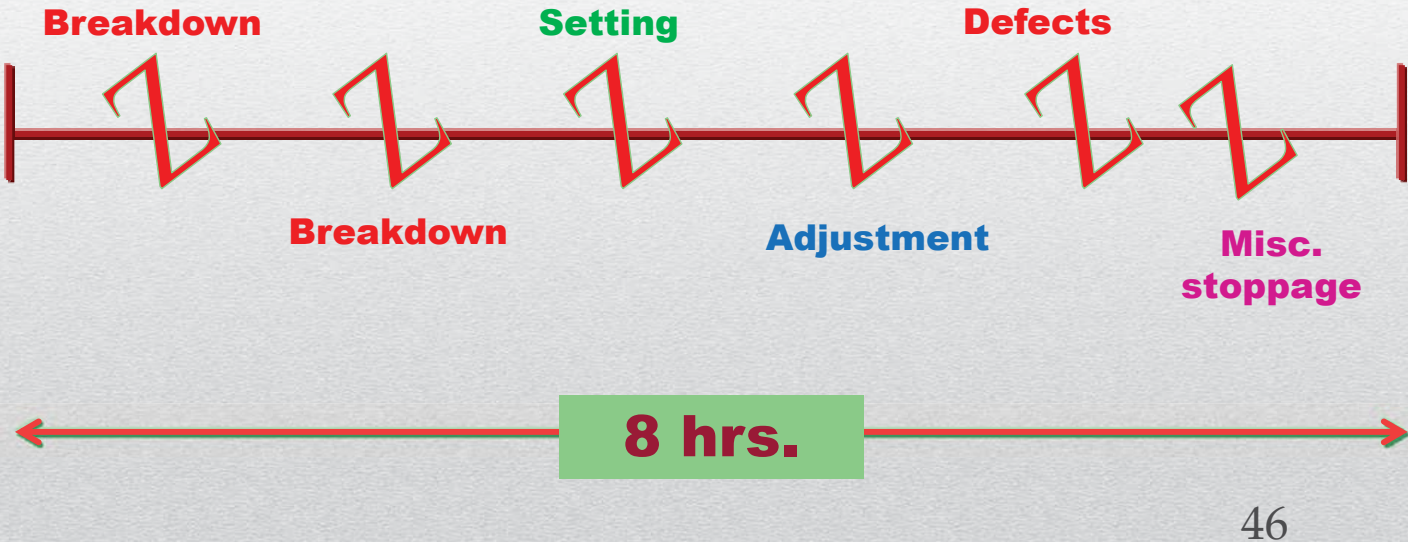 Breakdown
Setting
Defects
Breakdown
Adjustment
Misc.
stoppage
8 hrs.
46